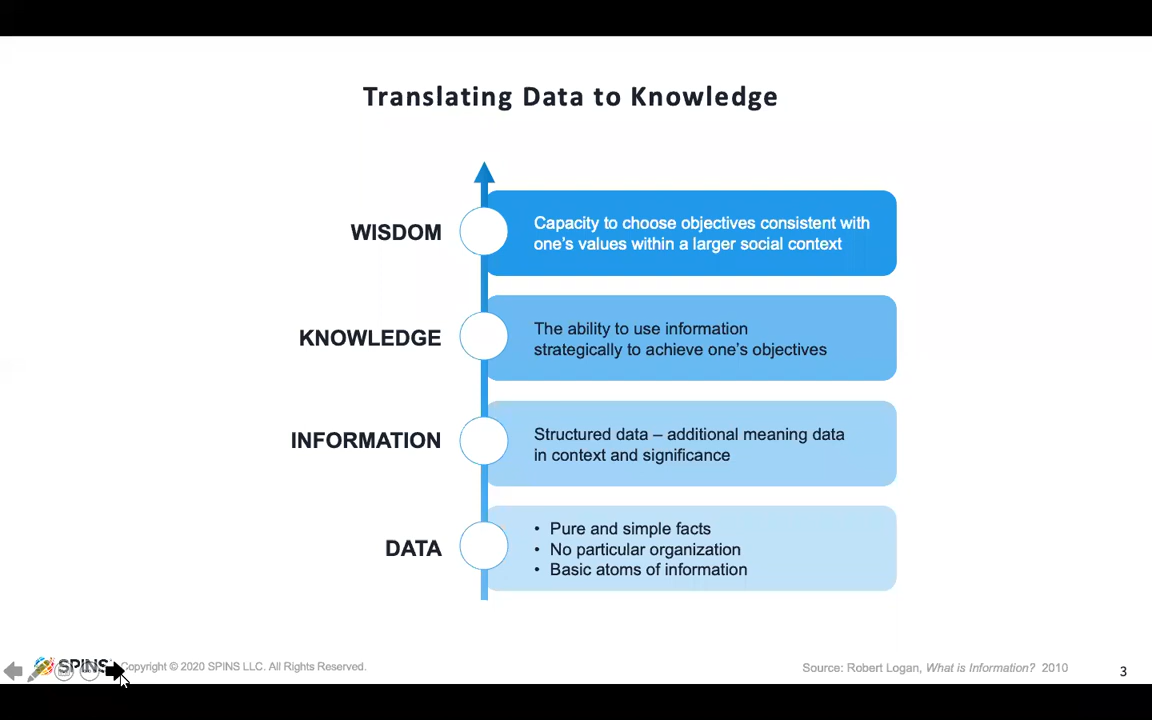 Translating Data to Knowledge
WISDOM
Capacity to choose objectives consistent with
one’s values within a larger social context
KNOWLEDGE
The ability to use information
strategically to achieve one’s objectives
INFORMATION
Structured data – additional meaning data
in context and significance
DATA
• Pure and simple facts
• No particular organization
• Basic atoms of information
SPINS
Copyright © 2020 SPINS LLC. All Rights Reserved.
Source: Robert Logan, What is Information? 2010
3